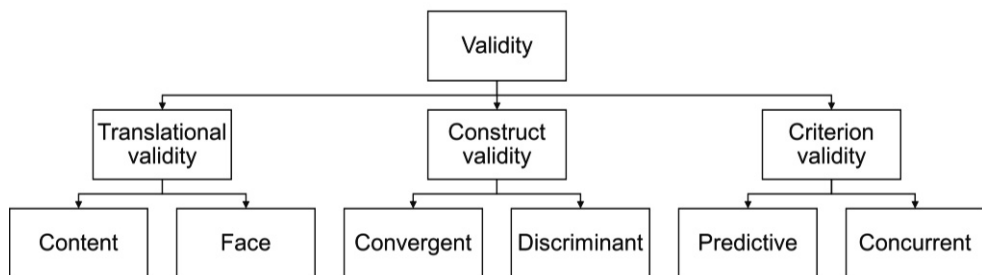 Validity
Translational
validity
Construct
validity
Criterion
validity
Content
Face
Convergent
Discriminant
Predictive
Concurrent